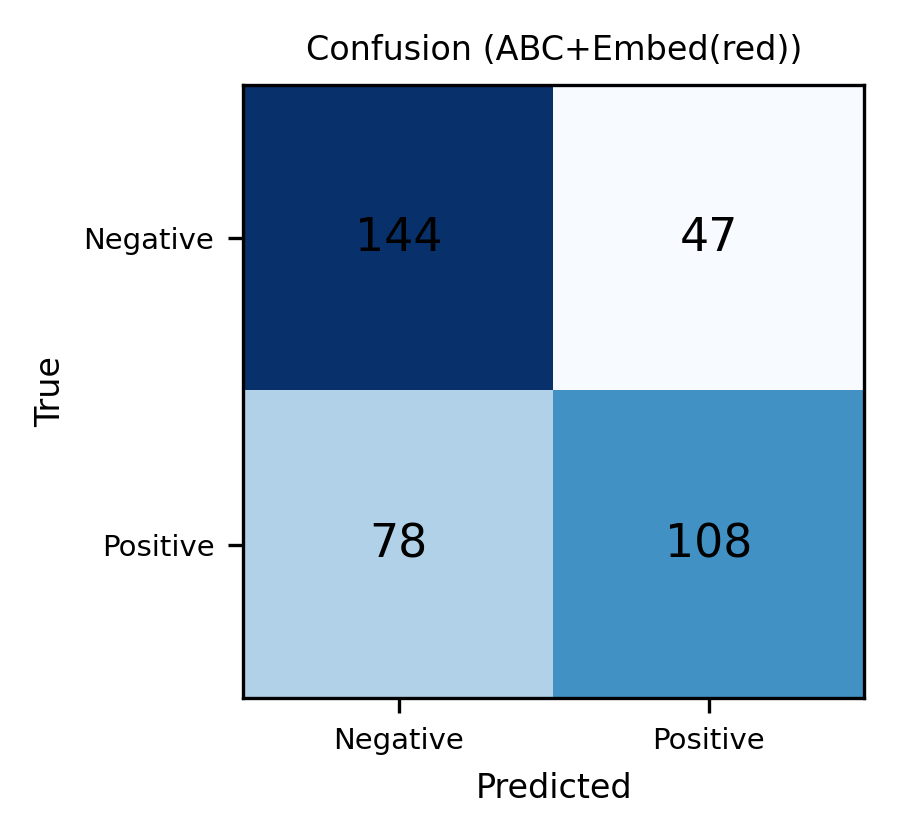 Confusion (ABC+Embed(red))
Negative
144
47
True
Positive
78
108
Negative
Positive
Predicted